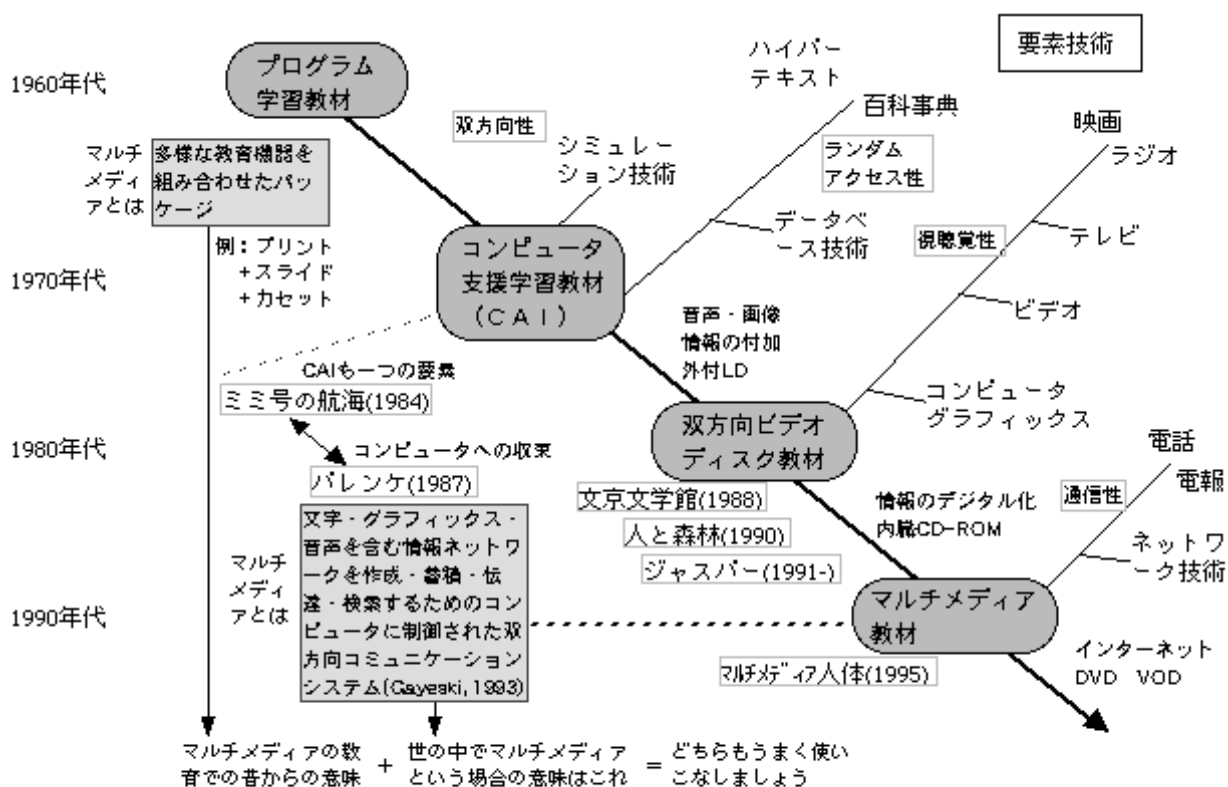 要素技術
1960年代
プログラム
学習教材
ハイパー
テキスト
百科事典
双方向性
シミュレー
ション技術
ランダム
アクセス性
映画
ラジオ
マルチ
メディ
アとは
多様な教育機器を
組み合わせたパッ
ケージ
データベ
ース技術
視聴覚性
テレビ
例：プリント
＋スライド
＋カセット
1970年代
コンピュータ
支援学習教材
（ＣＡＩ）
ビデオ
音声・画像
情報の付加
外付LD
CAIも一つの要素
ミミ号の航海(1984)
コンピュータ
グラフィックス
1980年代
双方向ビデオ
ディスク教材
コンピュータへの収束
パレンケ(1987)
電話
電報
通信性
文京文学館(1988)
人と森林(1990)
ジャスパー(1991-)
情報のデジタル化
内臓CD-ROM
ネットワ
ーク技術
マルチ
メディ
アとは
文字・グラフィックス・
音声を含む情報ネットワ
ークを作成・蓄積・伝
達・検索するためのコン
ピュータに制御された双
方向コミュニケーション
システム(Gayeski,1993)
1990年代
マルチメディア
教材
マルチメディア人体(1995)
インターネット
DVD VOD
マルチメディアの教
育での昔からの意味
＋
世の中でマルチメディア
という場合の意味はこれ
＝
どちらもうまく使い
こなしましょう